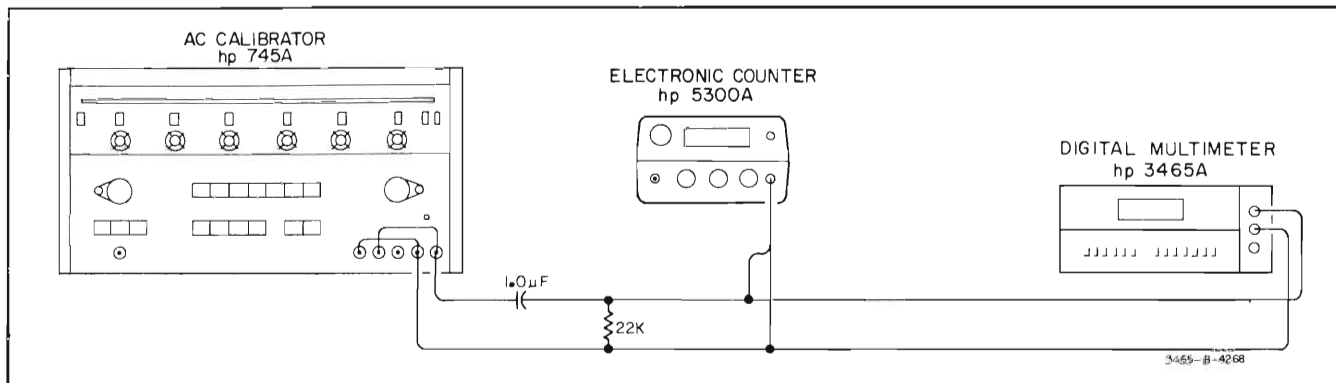 AC CALIBRATOR
hp 745A
ELECTRONIC COUNTER
hp 5300A
DIGITAL MULTIMETER
hp 3465A
1.0µF
22K
3465-B-4268